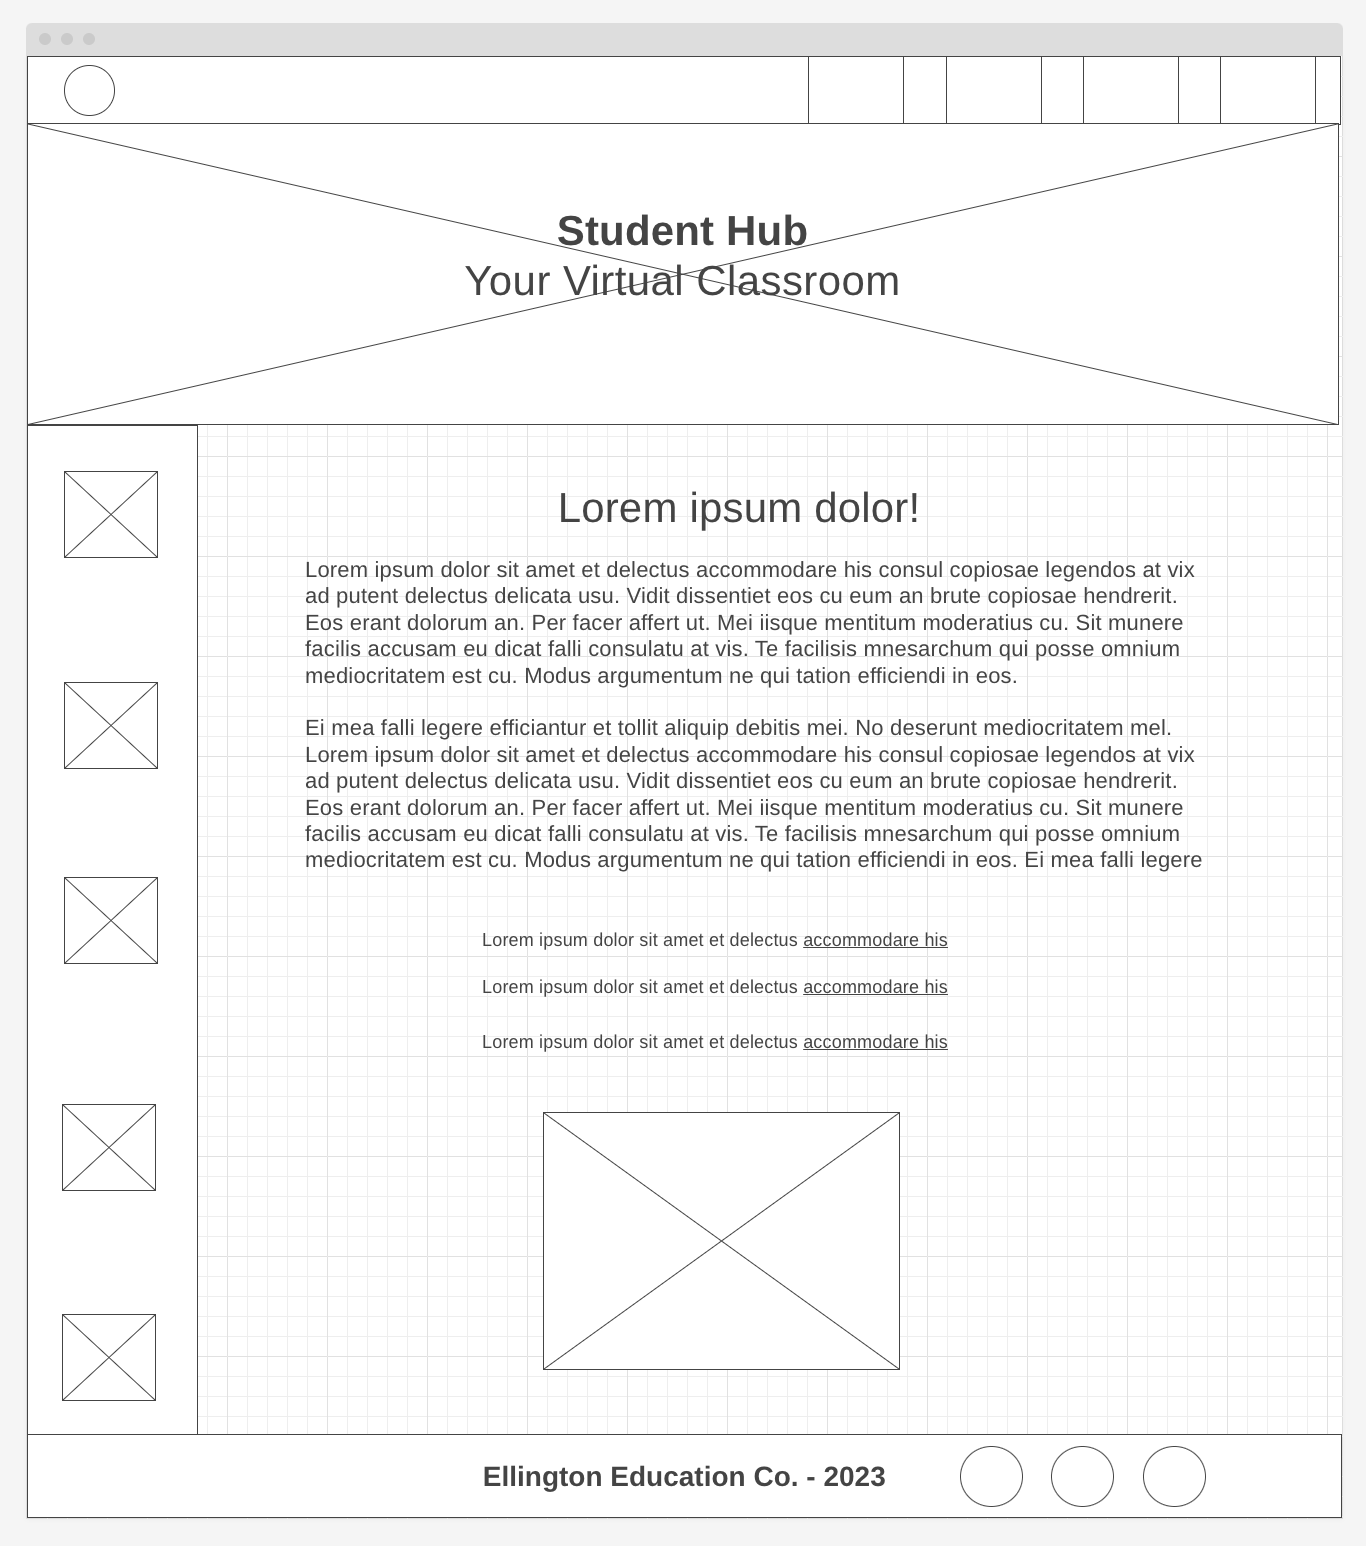 Student Hub
Your Virtual Classroom
Lorem ipsum dolor!
Lorem ipsum dolor sit amet et delectus accommodare his consul copiosae legendos at vix
ad putent delectus delicata usu. Vidit dissentiet eos cu eum an brute copiosae hendrerit.
Eos erant dolorum an. Per facer affert ut. Mei iisque mentitum moderatius cu. Sit munere
facilis accusam eu dicat falli consulatu at vis. Te facilisis mnesarchum qui posse omnium
mediocritatem est cu. Modus argumentum ne qui tation efficiendi in eos.
Ei mea falli legere efficiantur et tollit aliquip debitis mei. No deserunt mediocritatem mel.
Lorem ipsum dolor sit amet et delectus accommodare his consul copiosae legendos at vix
ad putent delectus delicata usu. Vidit dissentiet eos cu eum an brute copiosae hendrerit.
Eos erant dolorum an. Per facer affert ut. Mei iisque mentitum moderatius cu. Sit munere
facilis accusam eu dicat falli consulatu at vis. Te facilisis mnesarchum qui posse omnium
mediocritatem est cu. Modus argumentum ne qui tation efficiendi in eos. Ei mea falli legere
Lorem ipsum dolor sit amet et delectus accommodare his
Lorem ipsum dolor sit amet et delectus accommodare his
Lorem ipsum dolor sit amet et delectus accommodare his
Ellington Education Co. - 2023